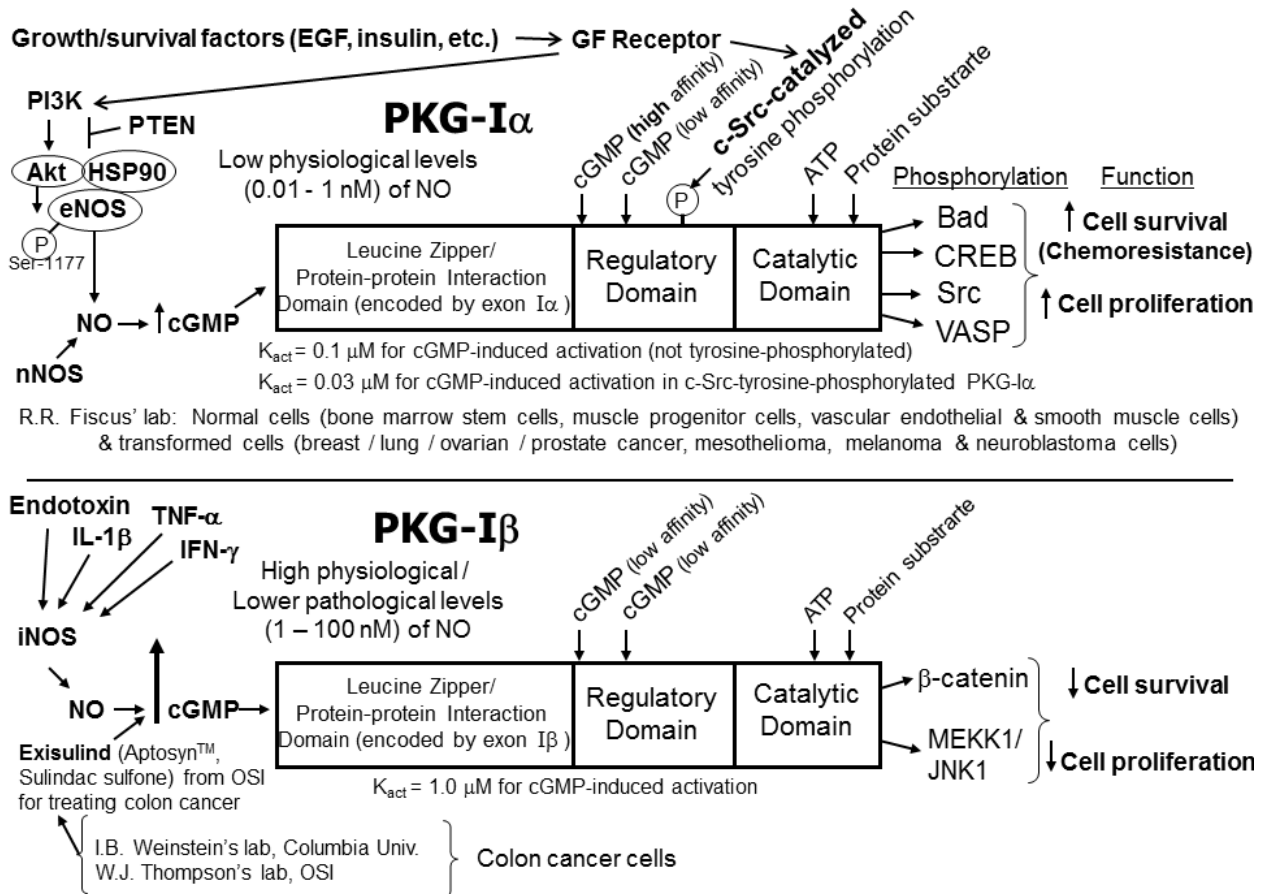 Growth/survival factors (EGF, insulin, etc.)
GF Receptor
c-Src-catalyzed
tyrosine phosphorylation
PI3K
PTEN
Akt
HSP90
eNOS
P
Ser-1177
NO
cGMP
nNOS
PKG-Iα
Low physiological levels
(0.01 - 1 nM) of NO
cGMP (high affinity)
cGMP (low affinity)
P
ATP
Protein substrarte
Leucine Zipper/
Protein-protein Interaction
Domain (encoded by exon Iα )
Regulatory
Domain
Catalytic
Domain
Phosphorylation
Function
Bad
CREB
Src
VASP
Cell survival
(Chemoresistance)
Cell proliferation
Kact = 0.1 μM for cGMP-induced activation (not tyrosine-phosphorylated)
Kact = 0.03 μM for cGMP-induced activation in c-Src-tyrosine-phosphorylated PKG-Iα
R.R. Fiscus' lab: Normal cells (bone marrow stem cells, muscle progenitor cells, vascular endothelial & smooth muscle cells)
& transformed cells (breast / lung / ovarian / prostate cancer, mesothelioma, melanoma & neuroblastoma cells)
Endotoxin
IL-1β
TNF-α
IFN-γ
iNOS
NO
cGMP
PKG-Iβ
High physiological /
Lower pathological levels
(1 – 100 nM) of NO
cGMP (low affinity)
cGMP (low affinity)
ATP
Protein substrarte
Leucine Zipper/
Protein-protein Interaction
Domain (encoded by exon Iβ )
Regulatory
Domain
Catalytic
Domain
β-catenin
MEKK1/
JNK1
Cell survival
Cell proliferation
Kact = 1.0 μM for cGMP-induced activation
Exisulind (Aptosyn™,
Sulindac sulfone) from OSI
for treating colon cancer
I.B. Weinstein's lab, Columbia Univ.
W.J. Thompson's lab, OSI
Colon cancer cells